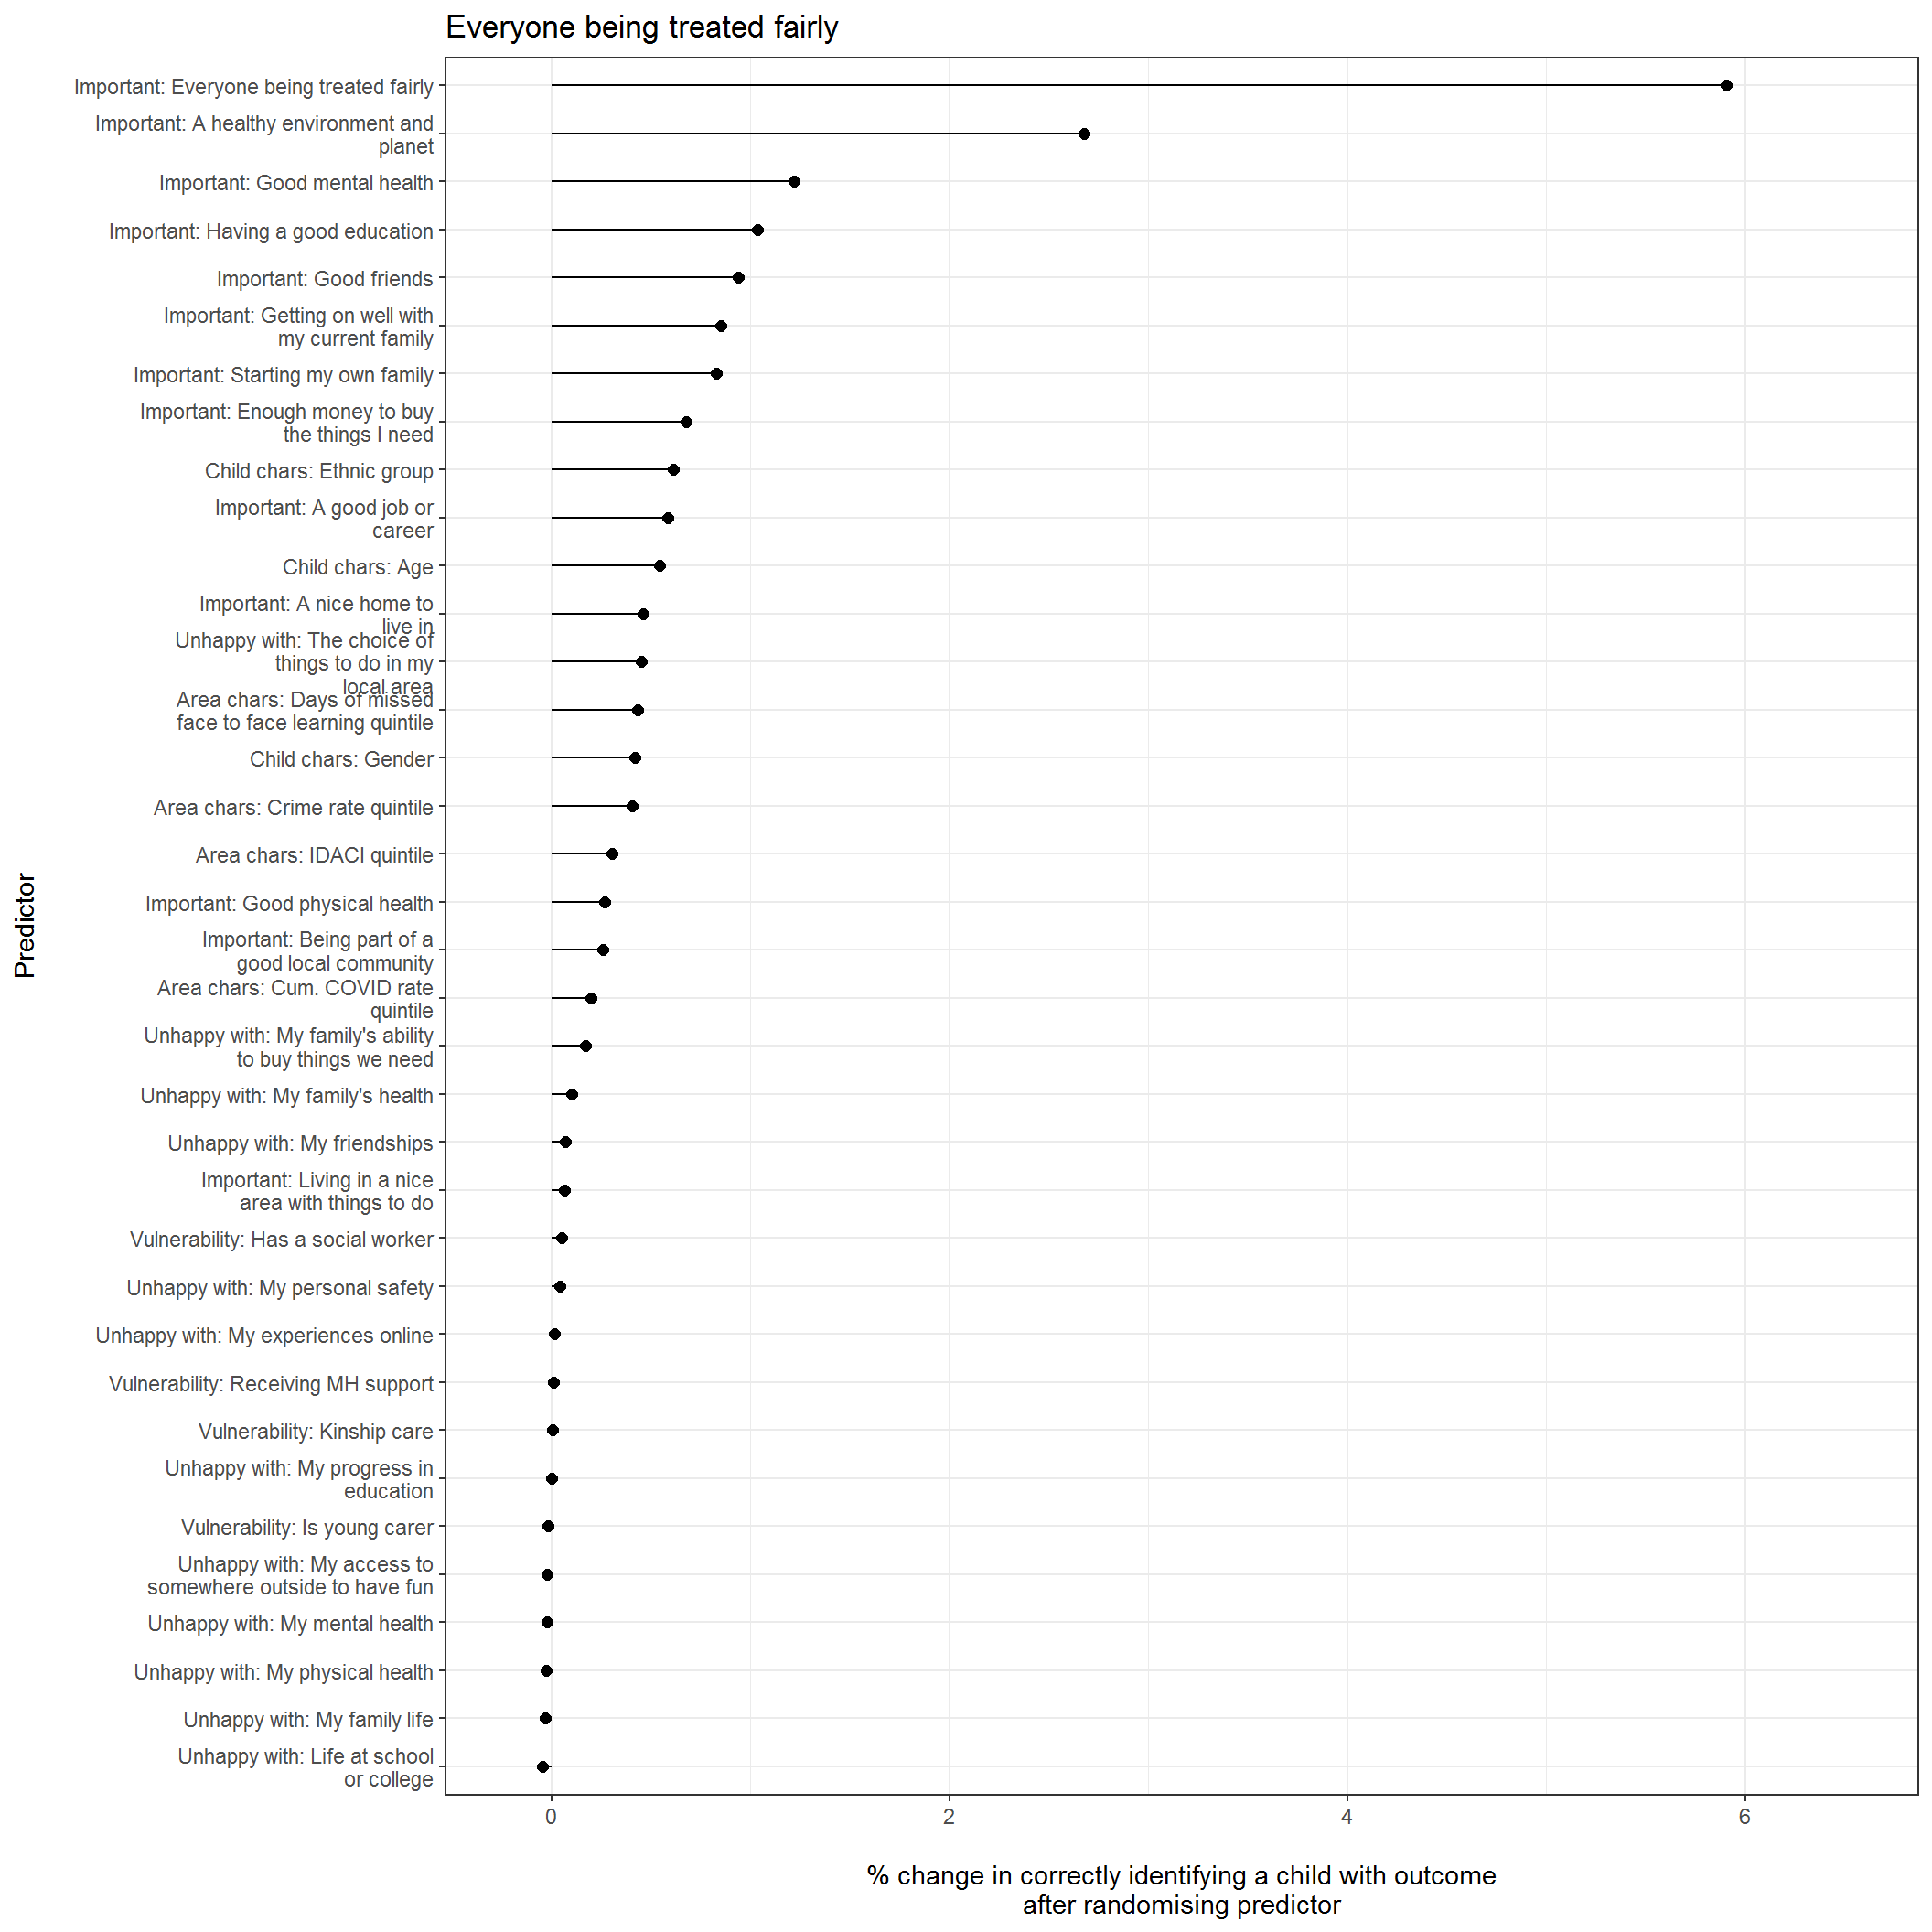 Everyone being treated fairly
Important: Everyone being treated fairly
Important: A healthy environment and
planet
Important: Good mental health
Important: Having a good education
Important: Good friends
Important: Getting on well with
my current family
Important: Starting my own family
Important: Enough money to buy
the things I need
Child chars: Ethnic group
Important: A good job or
career
Child chars: Age
Important: A nice home to
live in
Unhappy with: The choice of
things to do in my
local area
Area chars: Days of missed
face to face learning quintile
Child chars: Gender
Area chars: Crime rate quintile
Area chars: IDACI quintile
Important: Good physical health
Important: Being part of a
good local community
Area chars: Cum. COVID rate
quintile
Unhappy with: My family's ability
to buy things we need
Unhappy with: My family's health
Unhappy with: My friendships
Important: Living in a nice
area with things to do
Vulnerability: Has a social worker
Unhappy with: My personal safety
Unhappy with: My experiences online
Vulnerability: Receiving MH support
Vulnerability: Kinship care
Unhappy with: My progress in
education
Vulnerability: Is young carer
Unhappy with: My access to
somewhere outside to have fun
Unhappy with: My mental health
Unhappy with: My physical health
Unhappy with: My family life
Unhappy with: Life at school
or college
Predictor
0 2 4 6
% change in correctly identifying a child with outcome
after randomising predictor